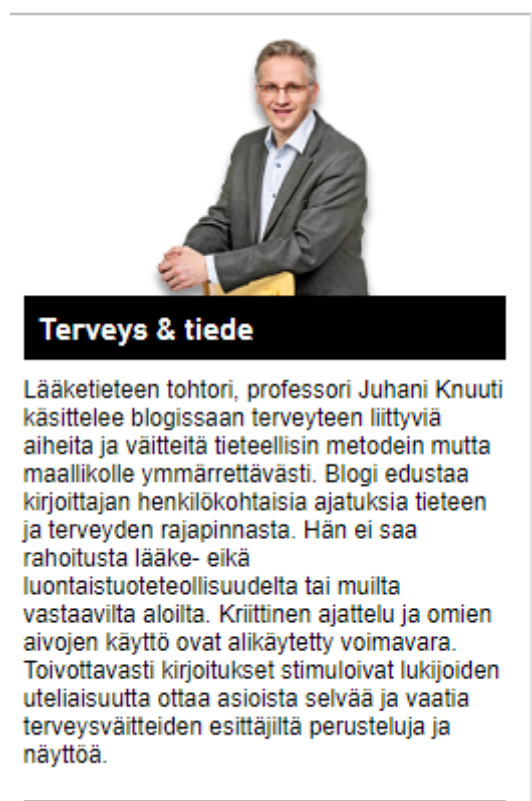 Terveys & tiede
Lääketieteen tohtori, professori Juhani Knuuti
käsittelee blogissaan terveyteen liittyviä
aiheita ja väitteitä tieteellisin metodein mutta
maallikolle ymmärrettävästi. Blogi edustaa
kirjoittajan henkilökohtaisia ajatuksia tieteen
ja terveyden rajapinnasta. Hän ei saa
rahoitusta lääke- eikä
luontaistuoteteollisuudelta tai muilta
vastaavilta aloilta. Kriittinen ajattelu ja omien
aivojen käyttö ovat alikäytetty voimavara.
Toivottavasti kirjoitukset stimuloivat lukijoiden
uteliaisuutta ottaa asioista selvää ja vaatia
terveysväitteiden esittäjiltä perusteluja ja
näyttöä.